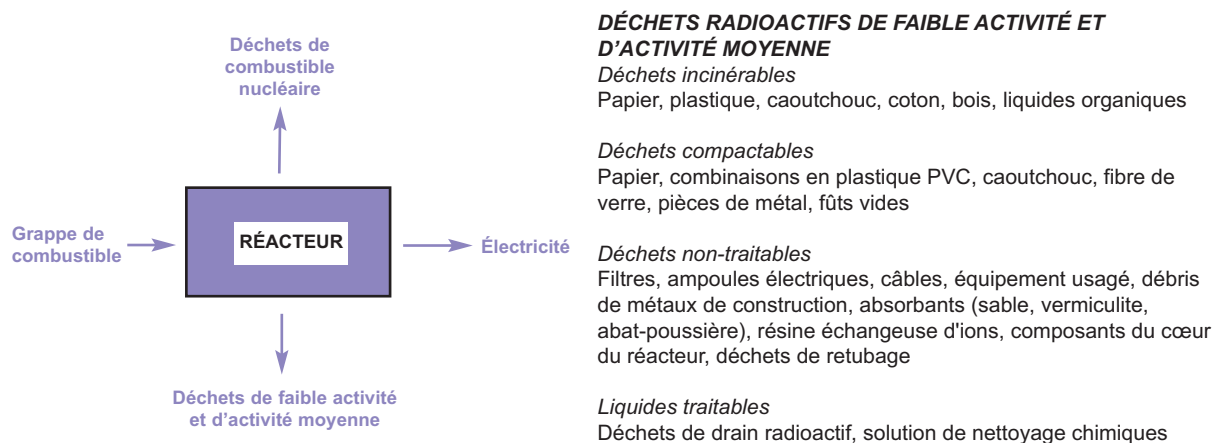 Déchets de
combustible
nucléaire
Grappe de
combustible
RÉACTEUR
Électricité
Déchets de faible activité
et d’activité moyenne
DÉCHETS RADIOACTIFS DE FAIBLE ACTIVITÉ ET
D’ACTIVITÉ MOYENNE
Déchets incinérables
Papier, plastique, caoutchouc, coton, bois, liquides organiques
Déchets compactables
Papier, combinaisons en plastique PVC, caoutchouc, fibre de
verre, pièces de métal, fûts vides
Déchets non-traitables
Filtres, ampoules électriques, câbles, équipement usagé, débris
de métaux de construction, absorbants (sable, vermiculite,
abat-poussière), résine échangeuse d'ions, composants du cœur
du réacteur, déchets de retubage
Liquides traitables
Déchets de drain radioactif, solution de nettoyage chimiques